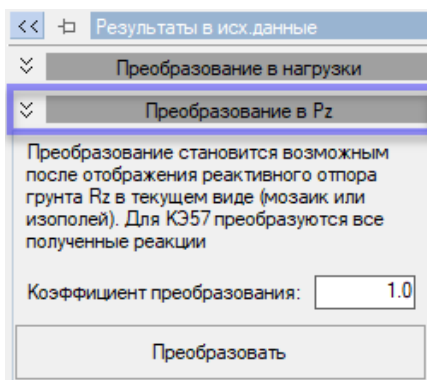 << Результаты в исх.данные
Преобразование в нагрузки
Преобразование в Pz
Преобразование становится возможным
после отображения реактивного отпора
грунта Rz в текущем виде (мозаик или
изополей). Для КЭ57 преобразуются все
полученные реакции
Коэффициент преобразования: 1.0
Преобразовать